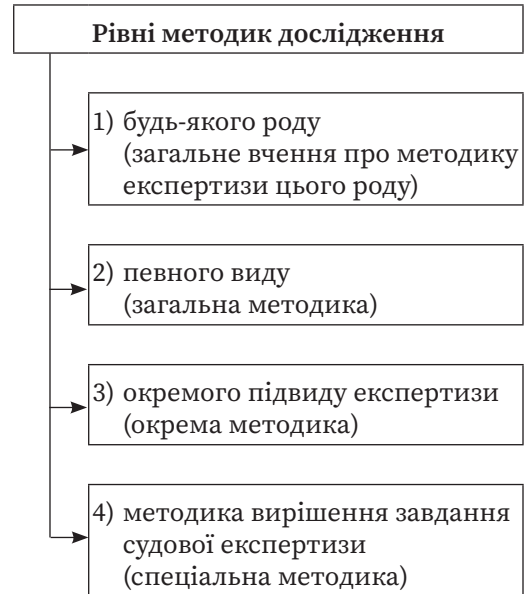 Рівні методик дослідження
1) будь-якого роду
(загальне вчення про методику
експертизи цього роду)
2) певного виду
(загальна методика)
3) окремого підвиду експертизи
(окрема методика)
4) методика вирішення завдання
судової експертизи
(спеціальна методика)